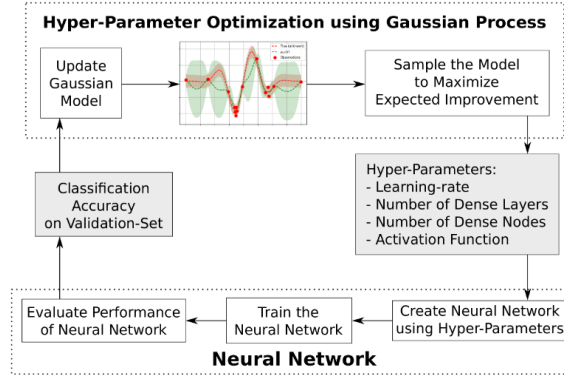 Hyper-Parameter Optimization using Gaussian Process
Update
Gaussian
Model
Sample the Model
to Maximize
Expected Improvement
Hyper-Parameters:
- Learning-rate
- Number of Dense Layers
- Number of Dense Nodes
- Activation Function
Classification
Accuracy
on Validation-Set
Evaluate Performance
of Neural Network
Train the
Neural Network
Create Neural Network
using Hyper-Parameters
Neural Network